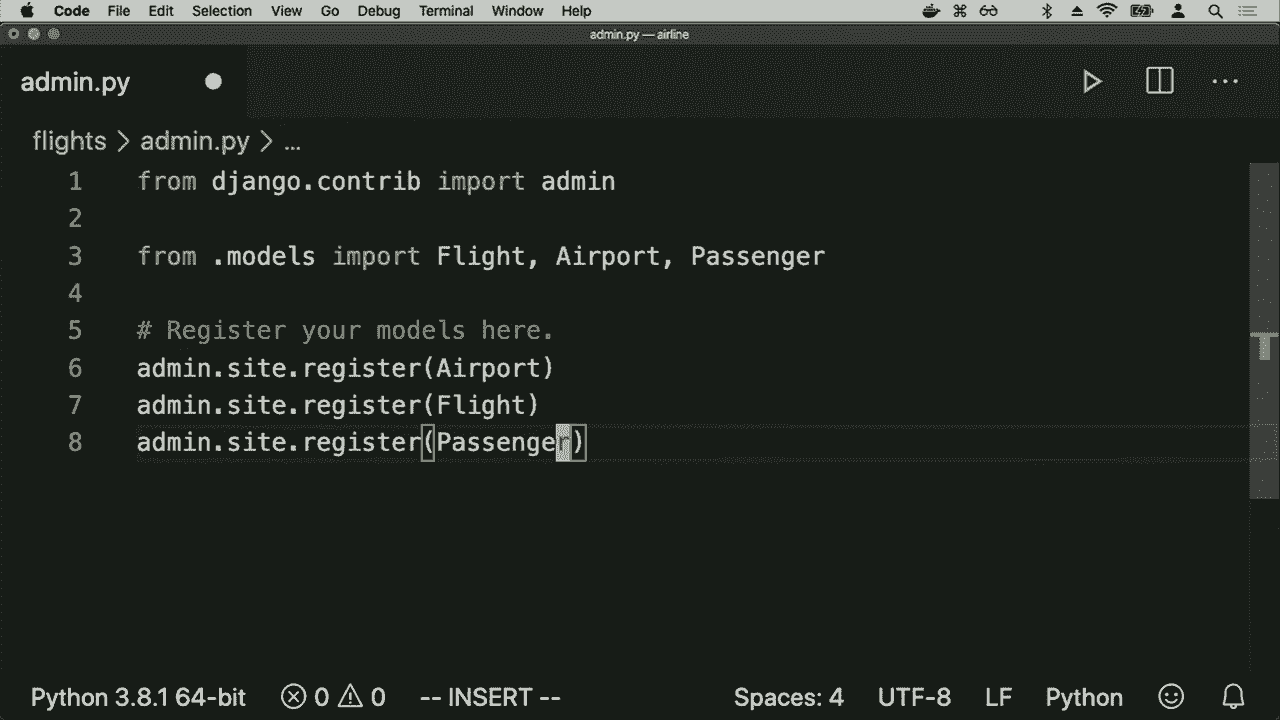 Code File Edit Selection View Go Debug Terminal Window Help
admin.py — airline
admin.py
flights > admin.py > ...
1 from django.contrib import admin
2
3 from .models import Flight, Airport, Passenger
4
5 # Register your models here.
6 admin.site.register(Airport)
7 admin.site.register(Flight)
8 admin.site.register(Passenger)
Python 3.8.1 64-bit 0 0 -- INSERT -- Spaces: 4 UTF-8 LF Python